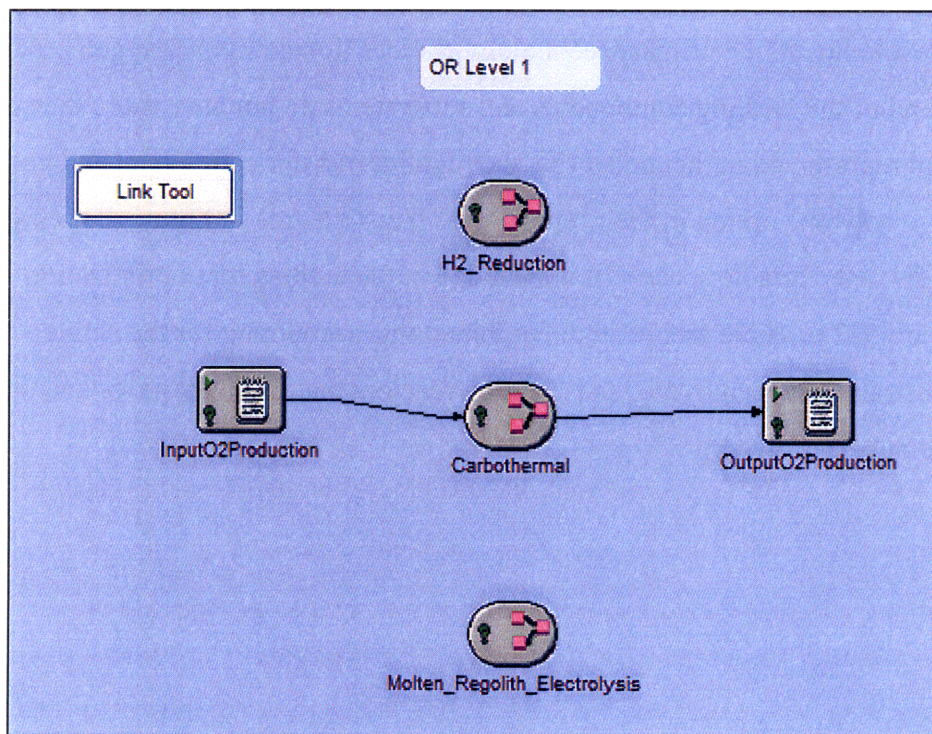 OR Level 1
Link Tool
H2_Reduction
InputO2Production
Carbothermal
OutputO2Production
Molten_Regolith_Electrolysis